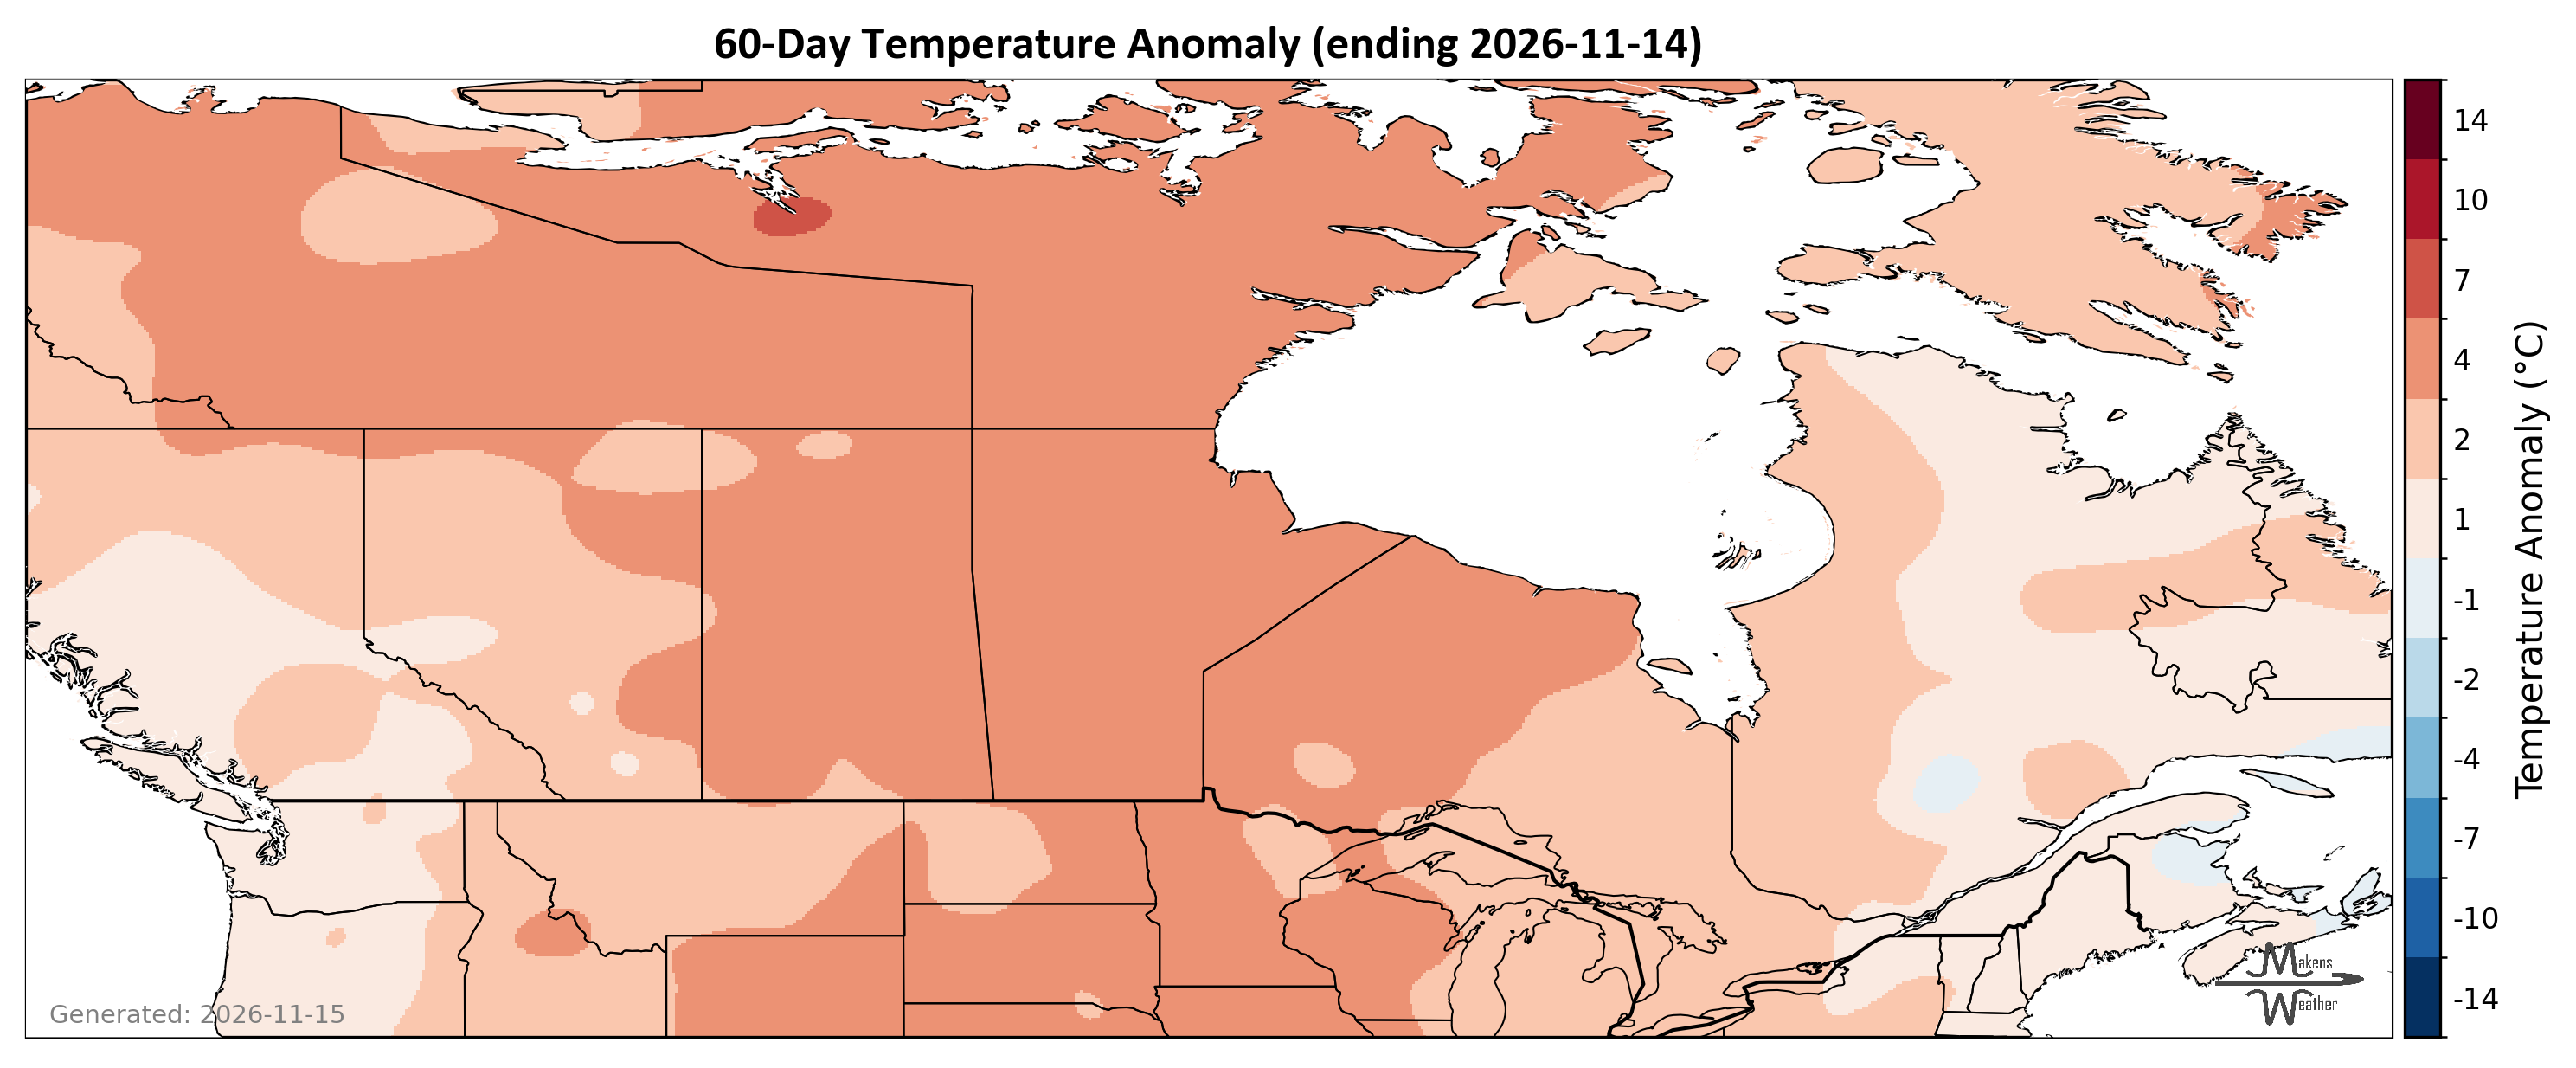 60-Day Temperature Anomaly (ending 2026-11-14)
14
10
7
4
2
1
-1
-2
-4
-7
-10
-14
Temperature Anomaly (°C)
Generated: 2026-11-15
Makens
Weather